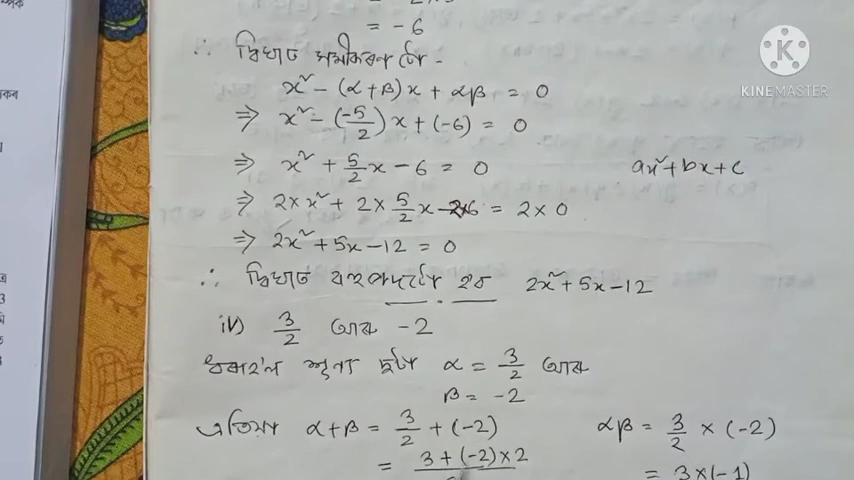 = -6
∴ দ্বিঘাত সমীকৰণটো -
x² - (α+β)x + αβ = 0
⇒ x² - (-5/2)x + (-6) = 0
⇒ x² + 5/2x - 6 = 0
ax²+bx+c
⇒ 2×x² + 2×5/2x - 2×6 = 2×0
⇒ 2x²+5x-12 = 0
∴ দ্বিঘাত বহুপদটো হ'ব 2x²+5x-12
iv) 3/2 আৰু -2
ধৰাহ'ল শূন্য দুটা α = 3/2 আৰু
β = -2
এতিয়া α+β = 3/2 + (-2)
αβ = 3/2 × (-2)
= 3+(-2)×2
= 3×(-1)
KINEMASTER